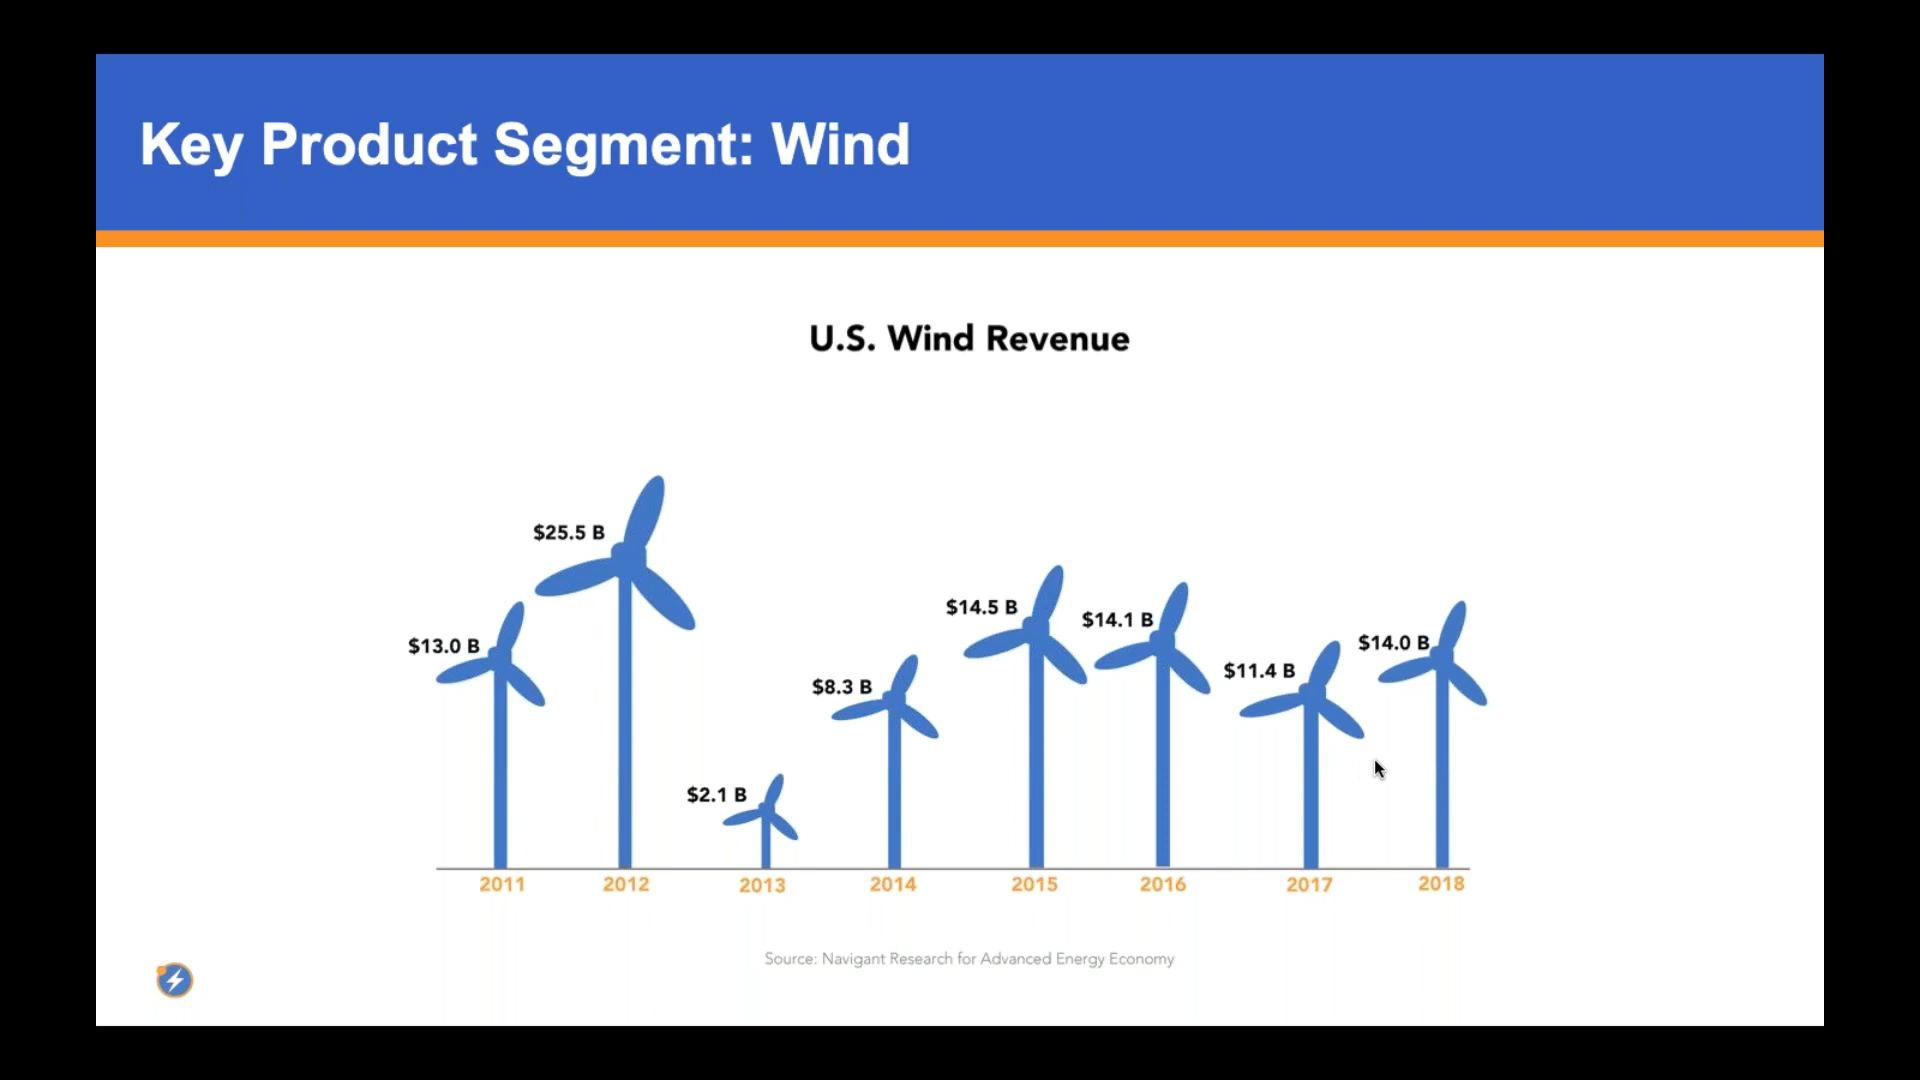 Key Product Segment: Wind
U.S. Wind Revenue
$13.0 B
$25.5 B
$2.1 B
$8.3 B
$14.5 B
$14.1 B
$11.4 B
$14.0 B
2011 2012 2013 2014 2015 2016 2017 2018
Source: Navigant Research for Advanced Energy Economy